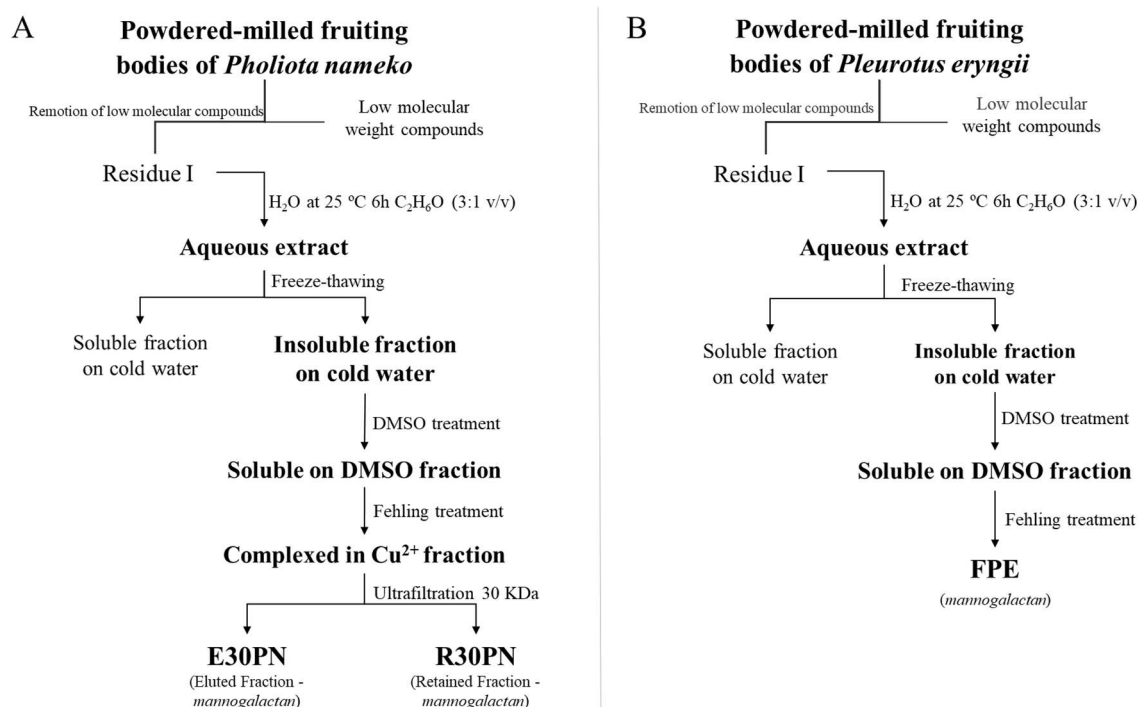 A
Powdered-milled fruiting
bodies of Pholiota nameko
Remotion of low molecular compounds
Low molecular
weight compounds
Residue I
H₂O at 25 ºC 6h C₂H₆O (3:1 v/v)
Aqueous extract
Freeze-thawing
Soluble fraction
on cold water
Insoluble fraction
on cold water
DMSO treatment
Soluble on DMSO fraction
Fehling treatment
Complexed in Cu²⁺ fraction
Ultrafiltration 30 KDa
E30PN
(Eluted Fraction -
mannogalactan)
R30PN
(Retained Fraction -
mannogalactan)
B
Powdered-milled fruiting
bodies of Pleurotus eryngii
Remotion of low molecular compounds
Low molecular
weight compounds
Residue I
H₂O at 25 ºC 6h C₂H₆O (3:1 v/v)
Aqueous extract
Freeze-thawing
Soluble fraction
on cold water
Insoluble fraction
on cold water
DMSO treatment
Soluble on DMSO fraction
Fehling treatment
FPE
(mannogalactan)